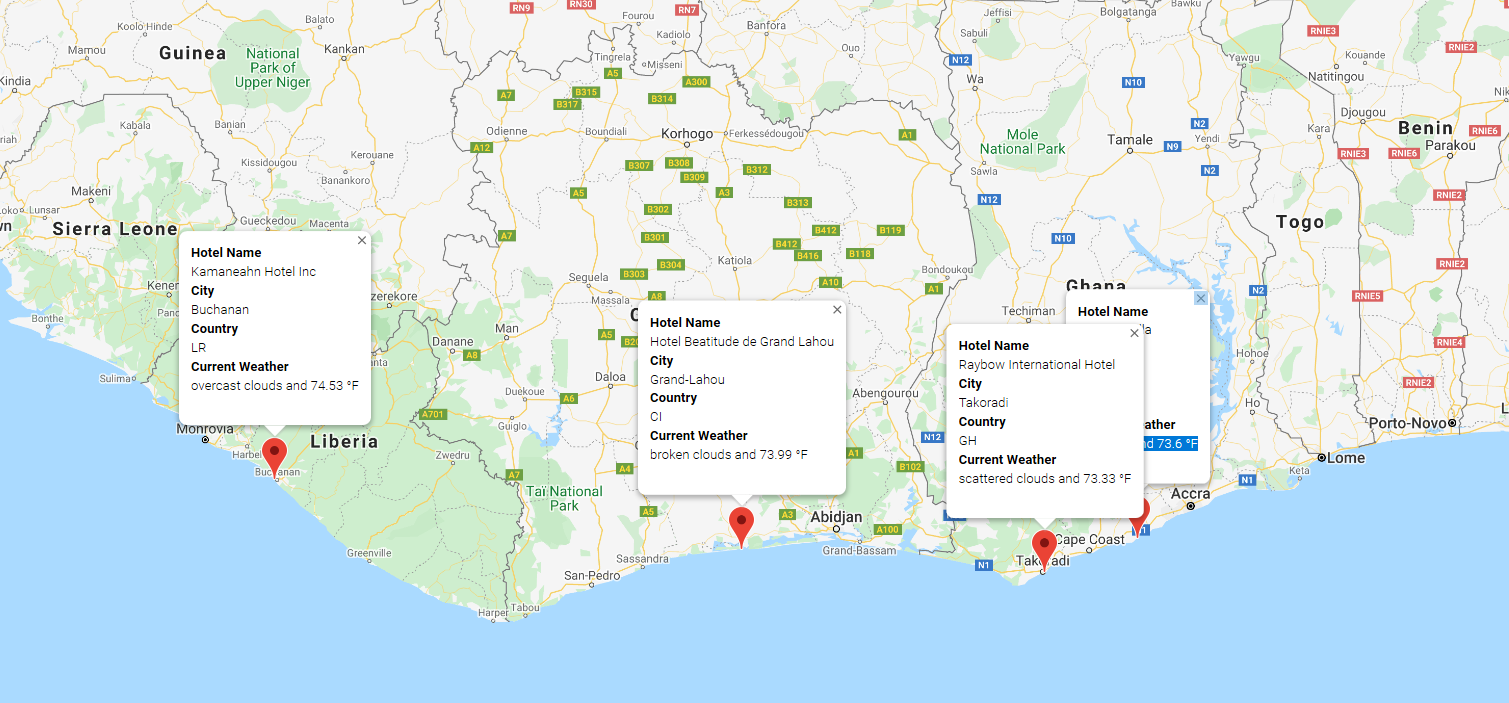 RN9
RN30
RN7
Koolo Hinde
Balato
Fourou
Banfora
Jeffisi
Bolgatanga
Bawku
Mamou
Guinea
National
Park of
Upper Niger
Kankan
Kadiolo
Tingrela
Misseni
Ouo
Sabuli
N12
Wa
RNIE3
RNIE2
Kouande
Yawgu
Natitingou
Kindia
A5
A300
A7
B315
B317
B314
N10
Djougou
Kabala
Banian
Odienne
Boundiali
Korhogo
Ferkessédougou
A1
Mole
National Park
Tamale
N2
Yendi
N9
Kara
Benin
RNIE6
Parakou
A12
Kissidougou
Kerouane
Banankoro
B307
B308
B309
B312
Sawla
N2
RNIE3
RNIE6
Makeni
Lunsar
A5
A3
B302
B313
N12
RNIE2
Sierra Leone
Gueckedou
Macenta
A7
B301
B412
B412
B416
B119
B118
N10
Togo
B304
B303
Katiola
RNIE2
Seguela
Massala
A8
A10
Bondoukou
A1
Ghana
N2
RNIE5
Techiman
Bonthe
Man
Danane
A8
A5
RNIE4
Hohoe
Sulima
Daloa
Duekoue
A6
Abengourou
RNIE2
Ho
A701
Guiglo
Monrovia
Harbel
Liberia
Zwedru
N12
A1
B102
A4
A7
Porto-Novo
Lome
Keta
N1
Accra
Taï National
Park
A5
A3
Abidjan
A100
Grand-Bassam
Cape Coast
Takoradi
N1
Buchanan
Greenville
Sassandra
San-Pedro
Harper
Tabou
Hotel Name
Kamaneahn Hotel Inc
City
Buchanan
Country
LR
Current Weather
overcast clouds and 74.53 °F
Hotel Name
Hotel Beatitude de Grand Lahou
City
Grand-Lahou
Country
CI
Current Weather
broken clouds and 73.99 °F
Hotel Name
Raybow International Hotel
City
Takoradi
Country
GH
Current Weather
scattered clouds and 73.33 °F
Hotel Name
73.6 °F